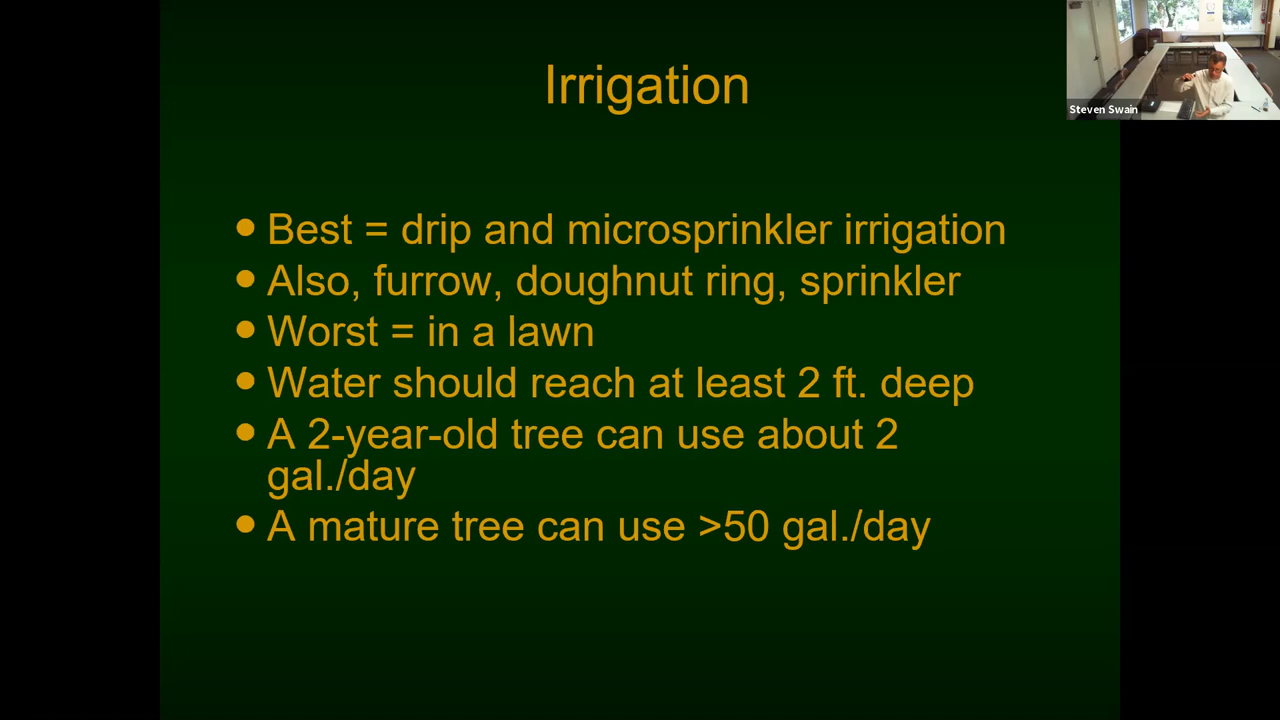 Irrigation
Steven Swain
● Best = drip and microsprinkler irrigation
● Also, furrow, doughnut ring, sprinkler
● Worst = in a lawn
● Water should reach at least 2 ft. deep
● A 2-year-old tree can use about 2
gal./day
● A mature tree can use >50 gal./day